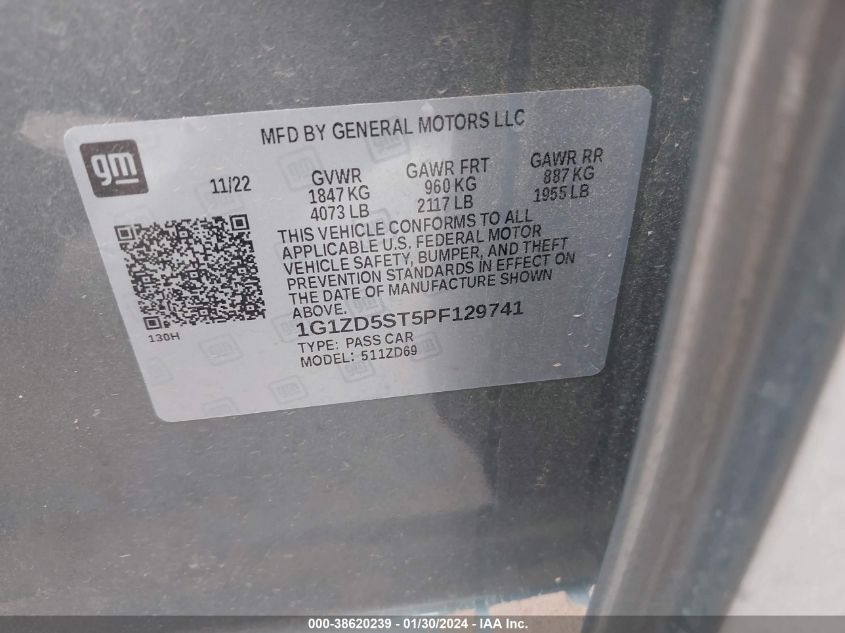 MFD BY GENERAL MOTORS LLC
gm
11/22
GVWR
1847 KG
4073 LB
GAWR FRT
960 KG
2117 LB
GAWR RR
887 KG
1955 LB
THIS VEHICLE CONFORMS TO ALL
APPLICABLE U.S. FEDERAL MOTOR
VEHICLE SAFETY, BUMPER, AND THEFT
PREVENTION STANDARDS IN EFFECT ON
THE DATE OF MANUFACTURE SHOWN
ABOVE.
130H
1G1ZD5ST5PF129741
TYPE: PASS CAR
MODEL: 511ZD69
000-38620239 - 01/30/2024 - IAA Inc.